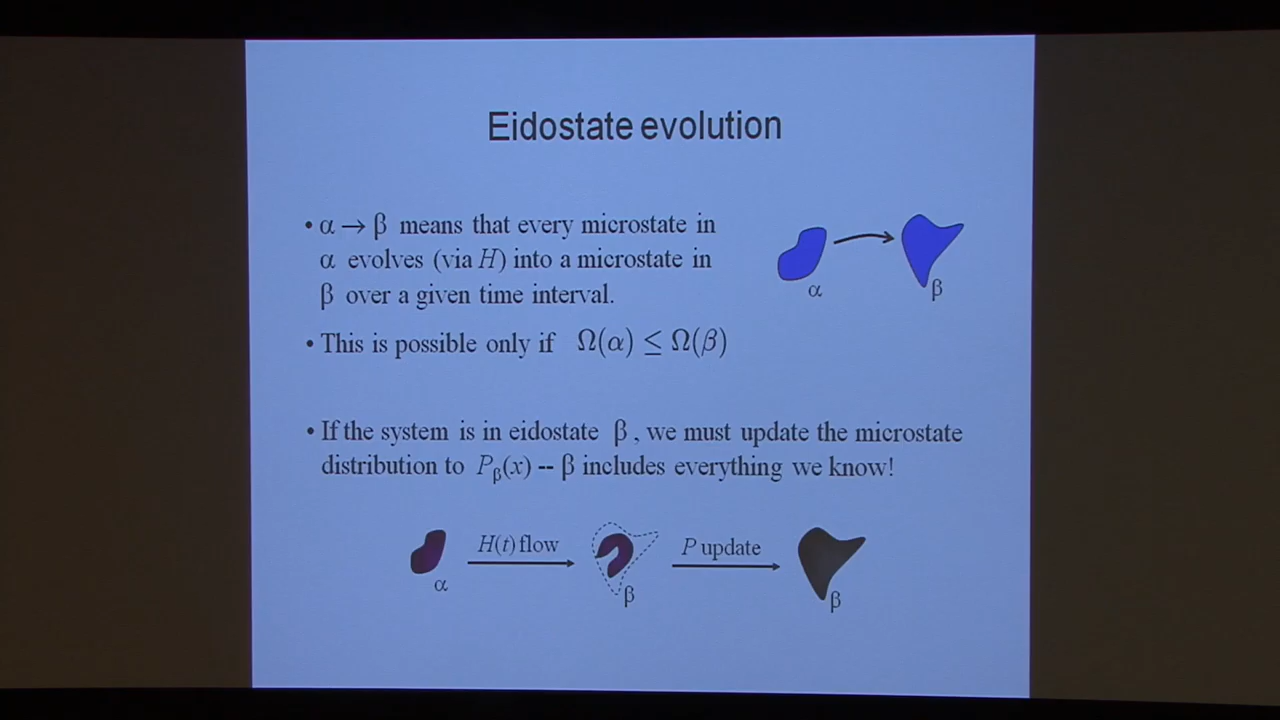 Eidostate evolution
• α → β means that every microstate in
α evolves (via H) into a microstate in
β over a given time interval.
α
β
• This is possible only if Ω(α) ≤ Ω(β)
• If the system is in eidostate β , we must update the microstate
distribution to Pβ(x) -- β includes everything we know!
H(t) flow
P update
α
β
β